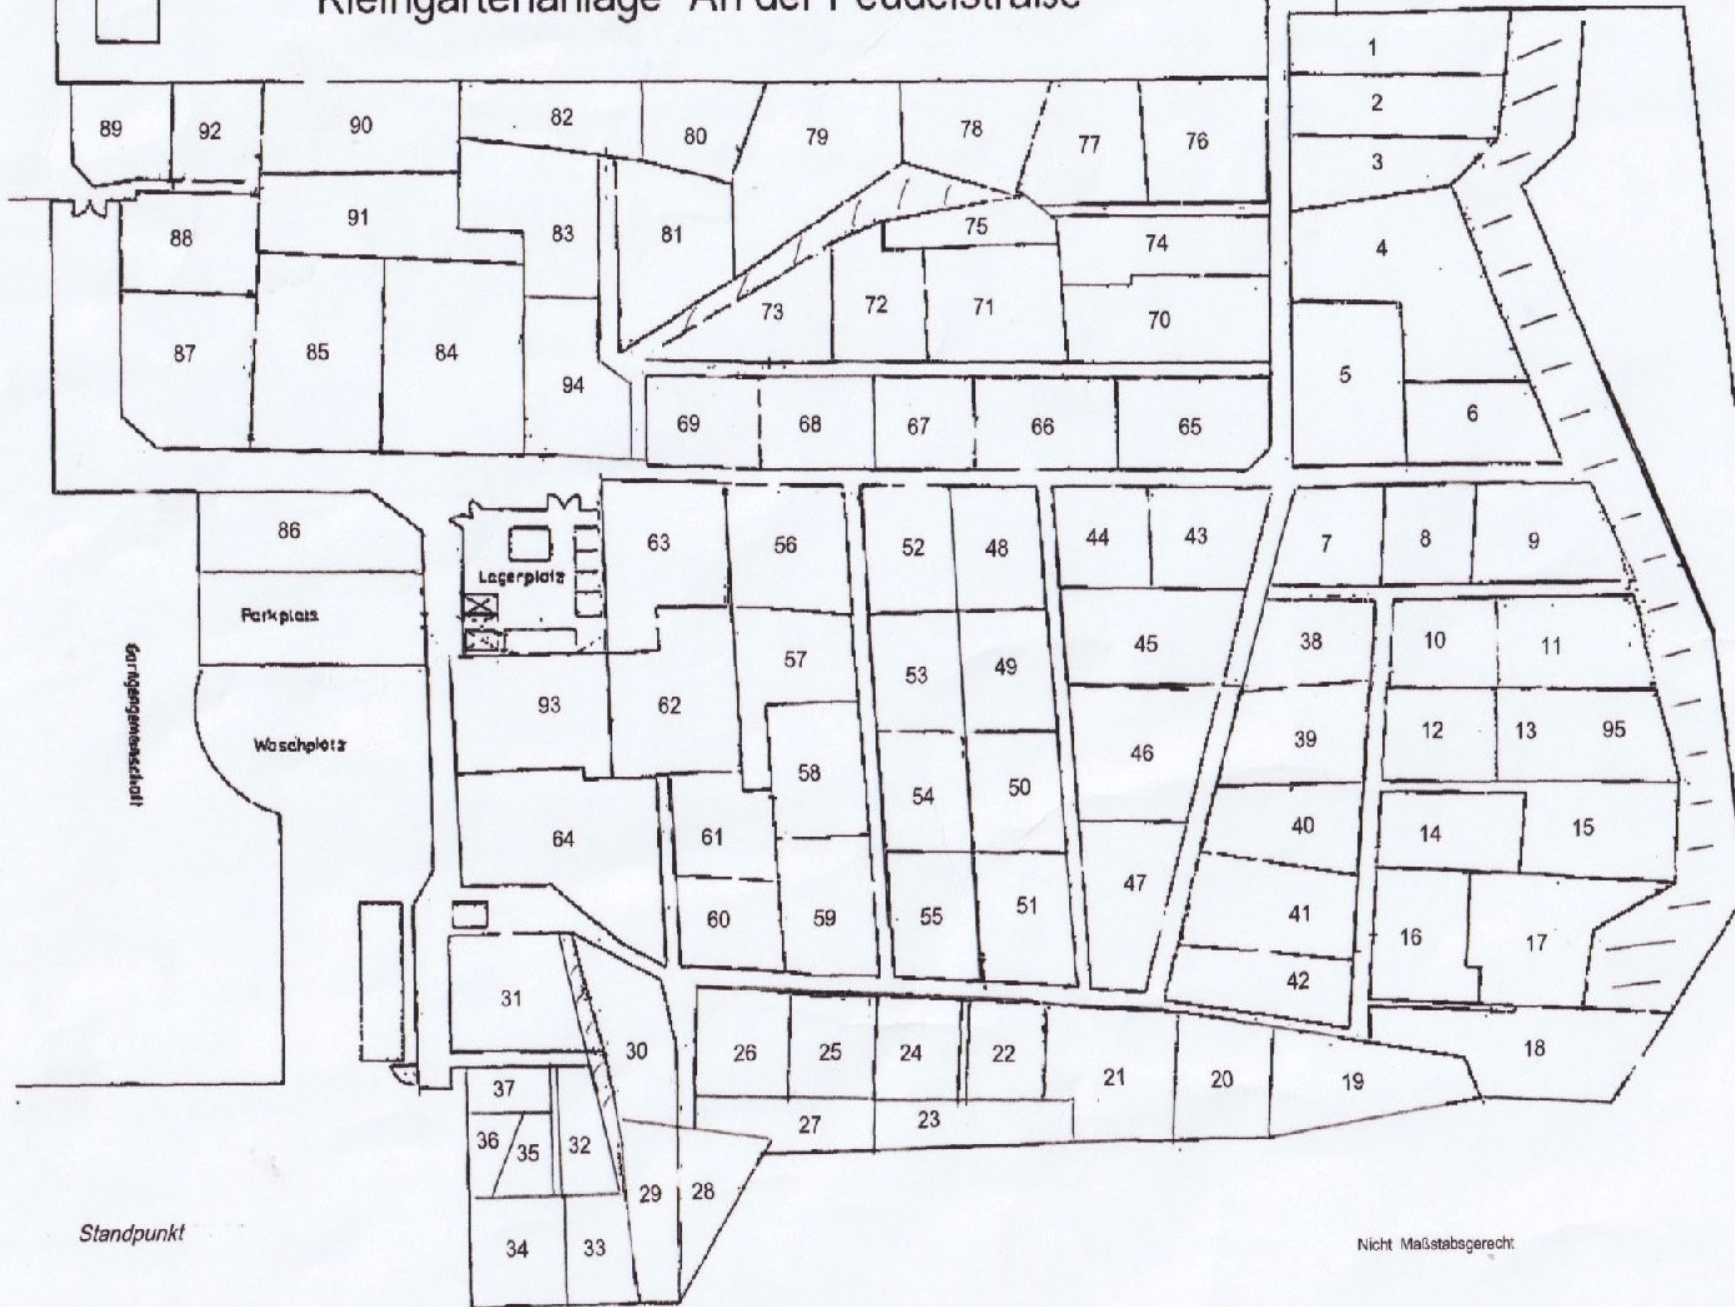 Kleingartenanlage "An der Feudelstraße"
1
2
89 92 90 82 80 79 78 77 76
3
88 91 83 81 75 74 4
87 85 84 94 73 72 71 70
5 6
69 68 67 66 65
86 63 56 52 48 44 43 7 8 9
Lagerplatz
Parkplatz
57 53 49 45 38 10 11
93 62
Waschplatz
58 54 50 46 39 12 13 95
64 61 47 40 14 15
60 59 55 51 41 16 17
31 42
30 26 25 24 22 21 20 19 18
37
36 35 32 27 23
29 28
34 33
Standpunkt
Nicht Maßstabsgerecht